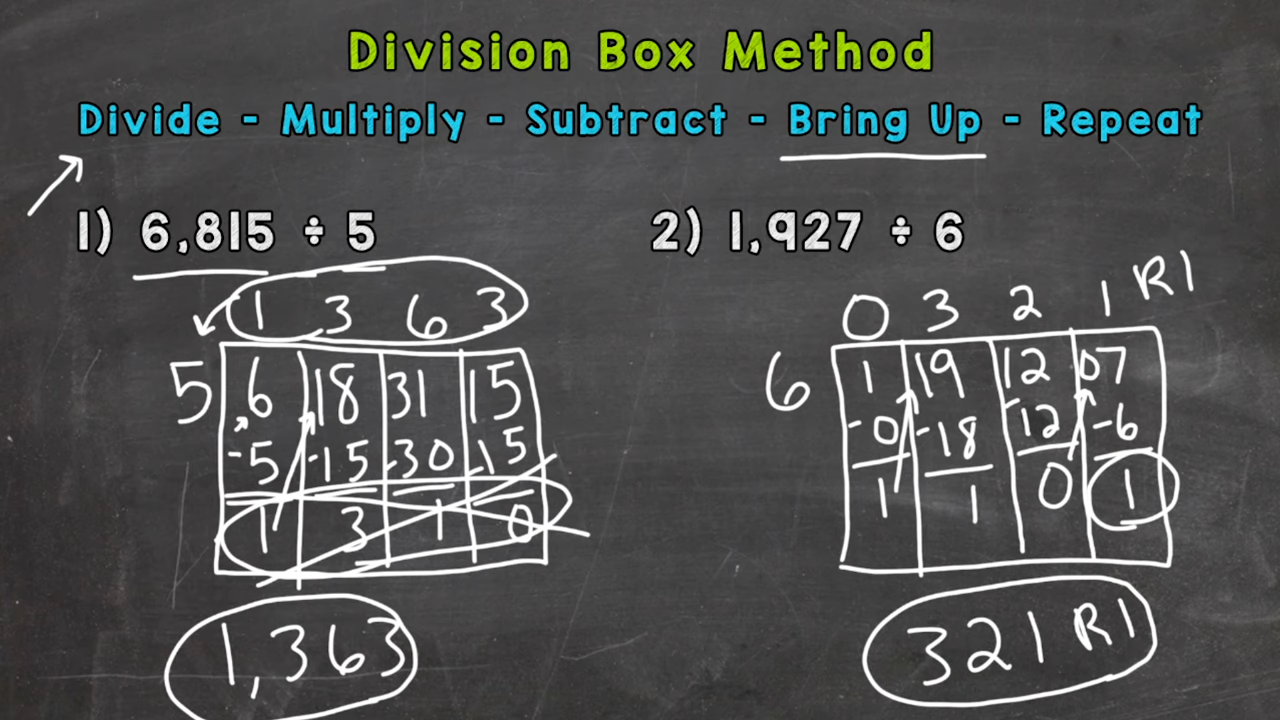 Division Box Method
Divide - Multiply - Subtract - Bring Up - Repeat
1) 6,815 ÷ 5
1 3 6 3
5 6 18 31 15
-5 -15 -30 -15
1 3 1 0
1,363
2) 1,927 ÷ 6
0 3 2 1 R1
6 1 19 12 07
-0 -18 -12 -6
1 1 0 1
321 R1